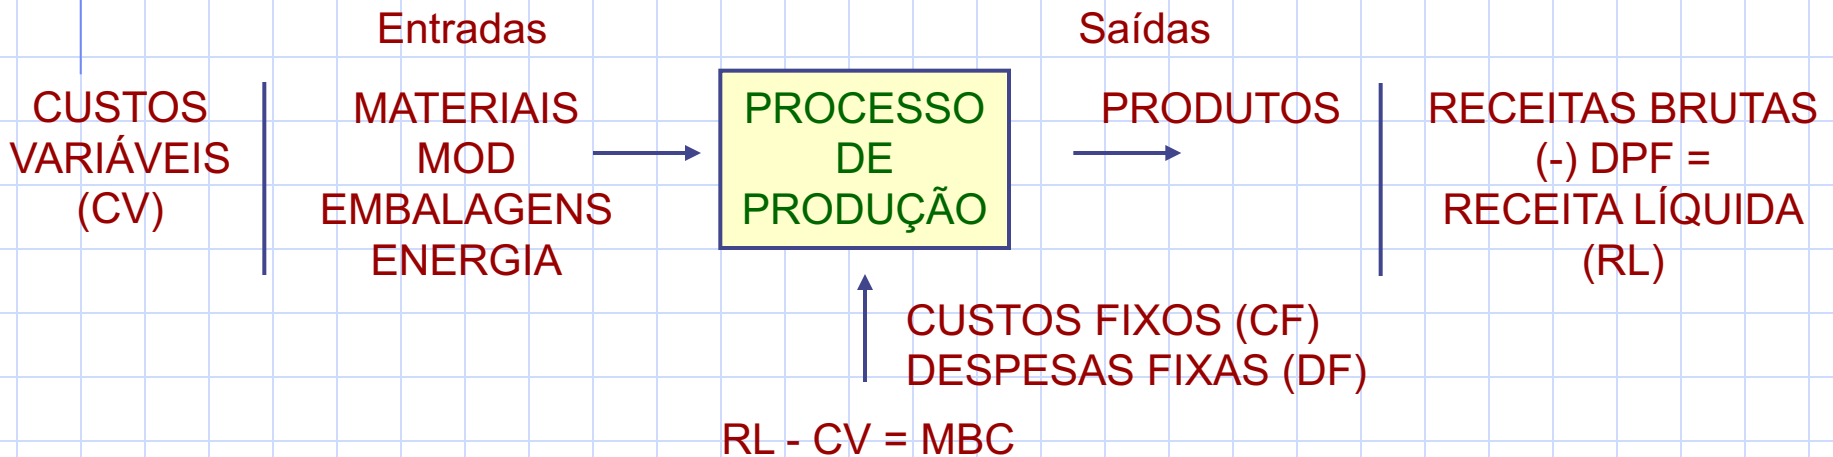 Entradas
Saídas
CUSTOS
VARIÁVEIS
(CV)
MATERIAIS
MOD
EMBALAGENS
ENERGIA
PROCESSO
DE
PRODUÇÃO
PRODUTOS
RECEITAS BRUTAS
(-) DPF =
RECEITA LÍQUIDA
(RL)
CUSTOS FIXOS (CF)
DESPESAS FIXAS (DF)
RL - CV = MBC